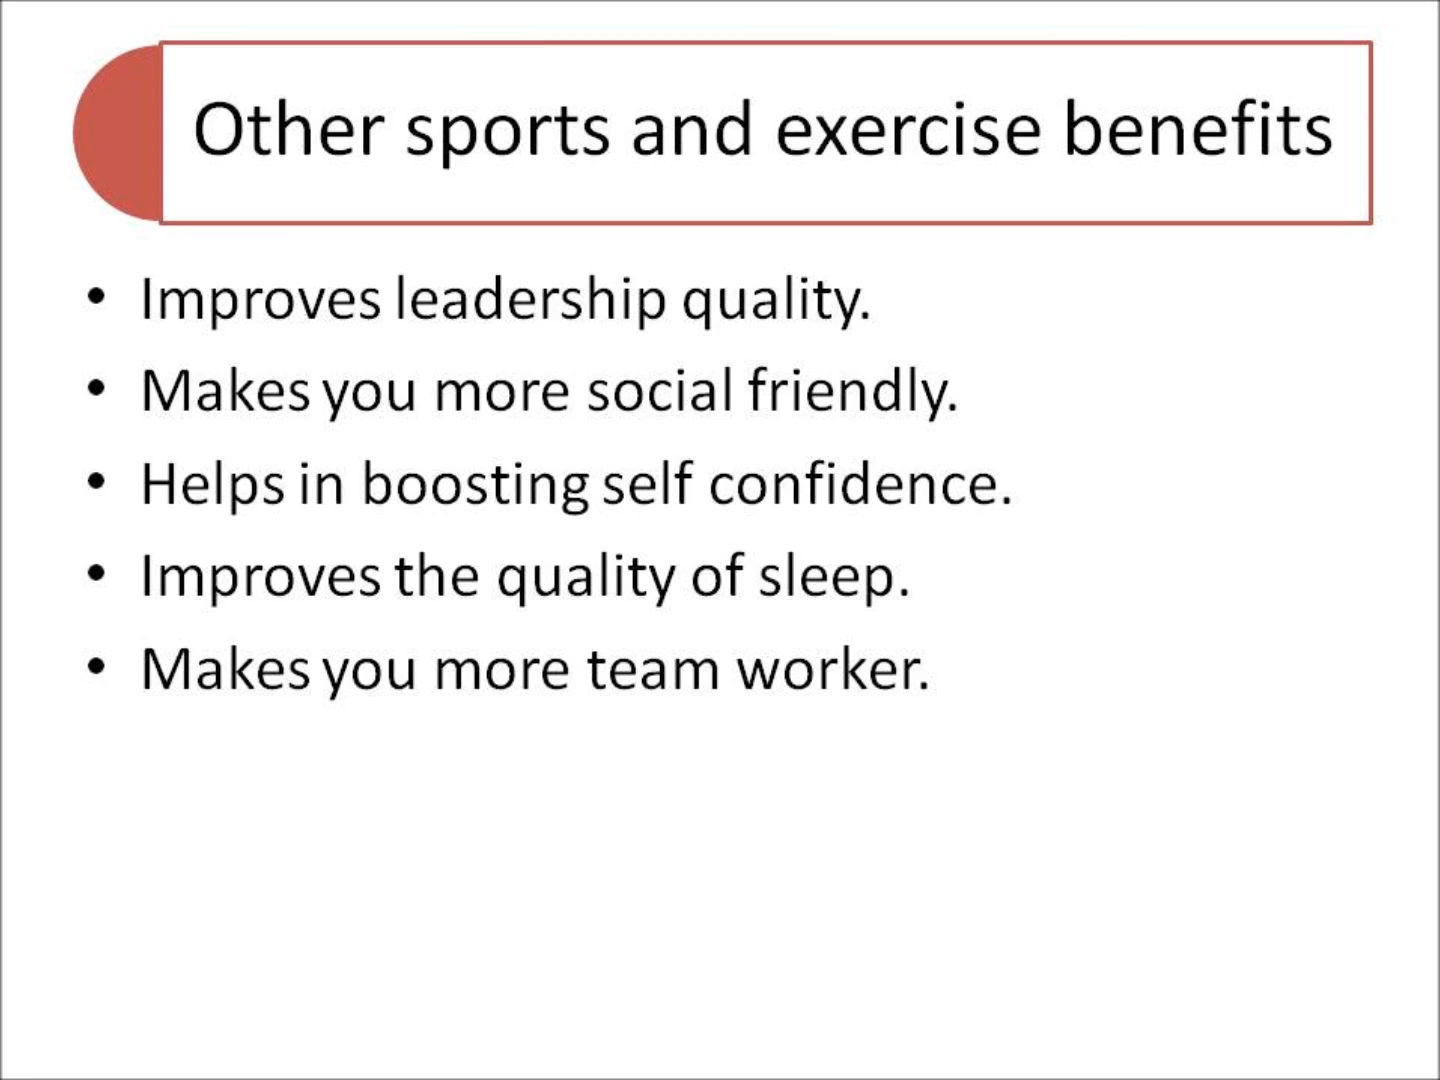 Other sports and exercise benefits
• Improves leadership quality.
• Makes you more social friendly.
• Helps in boosting self confidence.
• Improves the quality of sleep.
• Makes you more team worker.